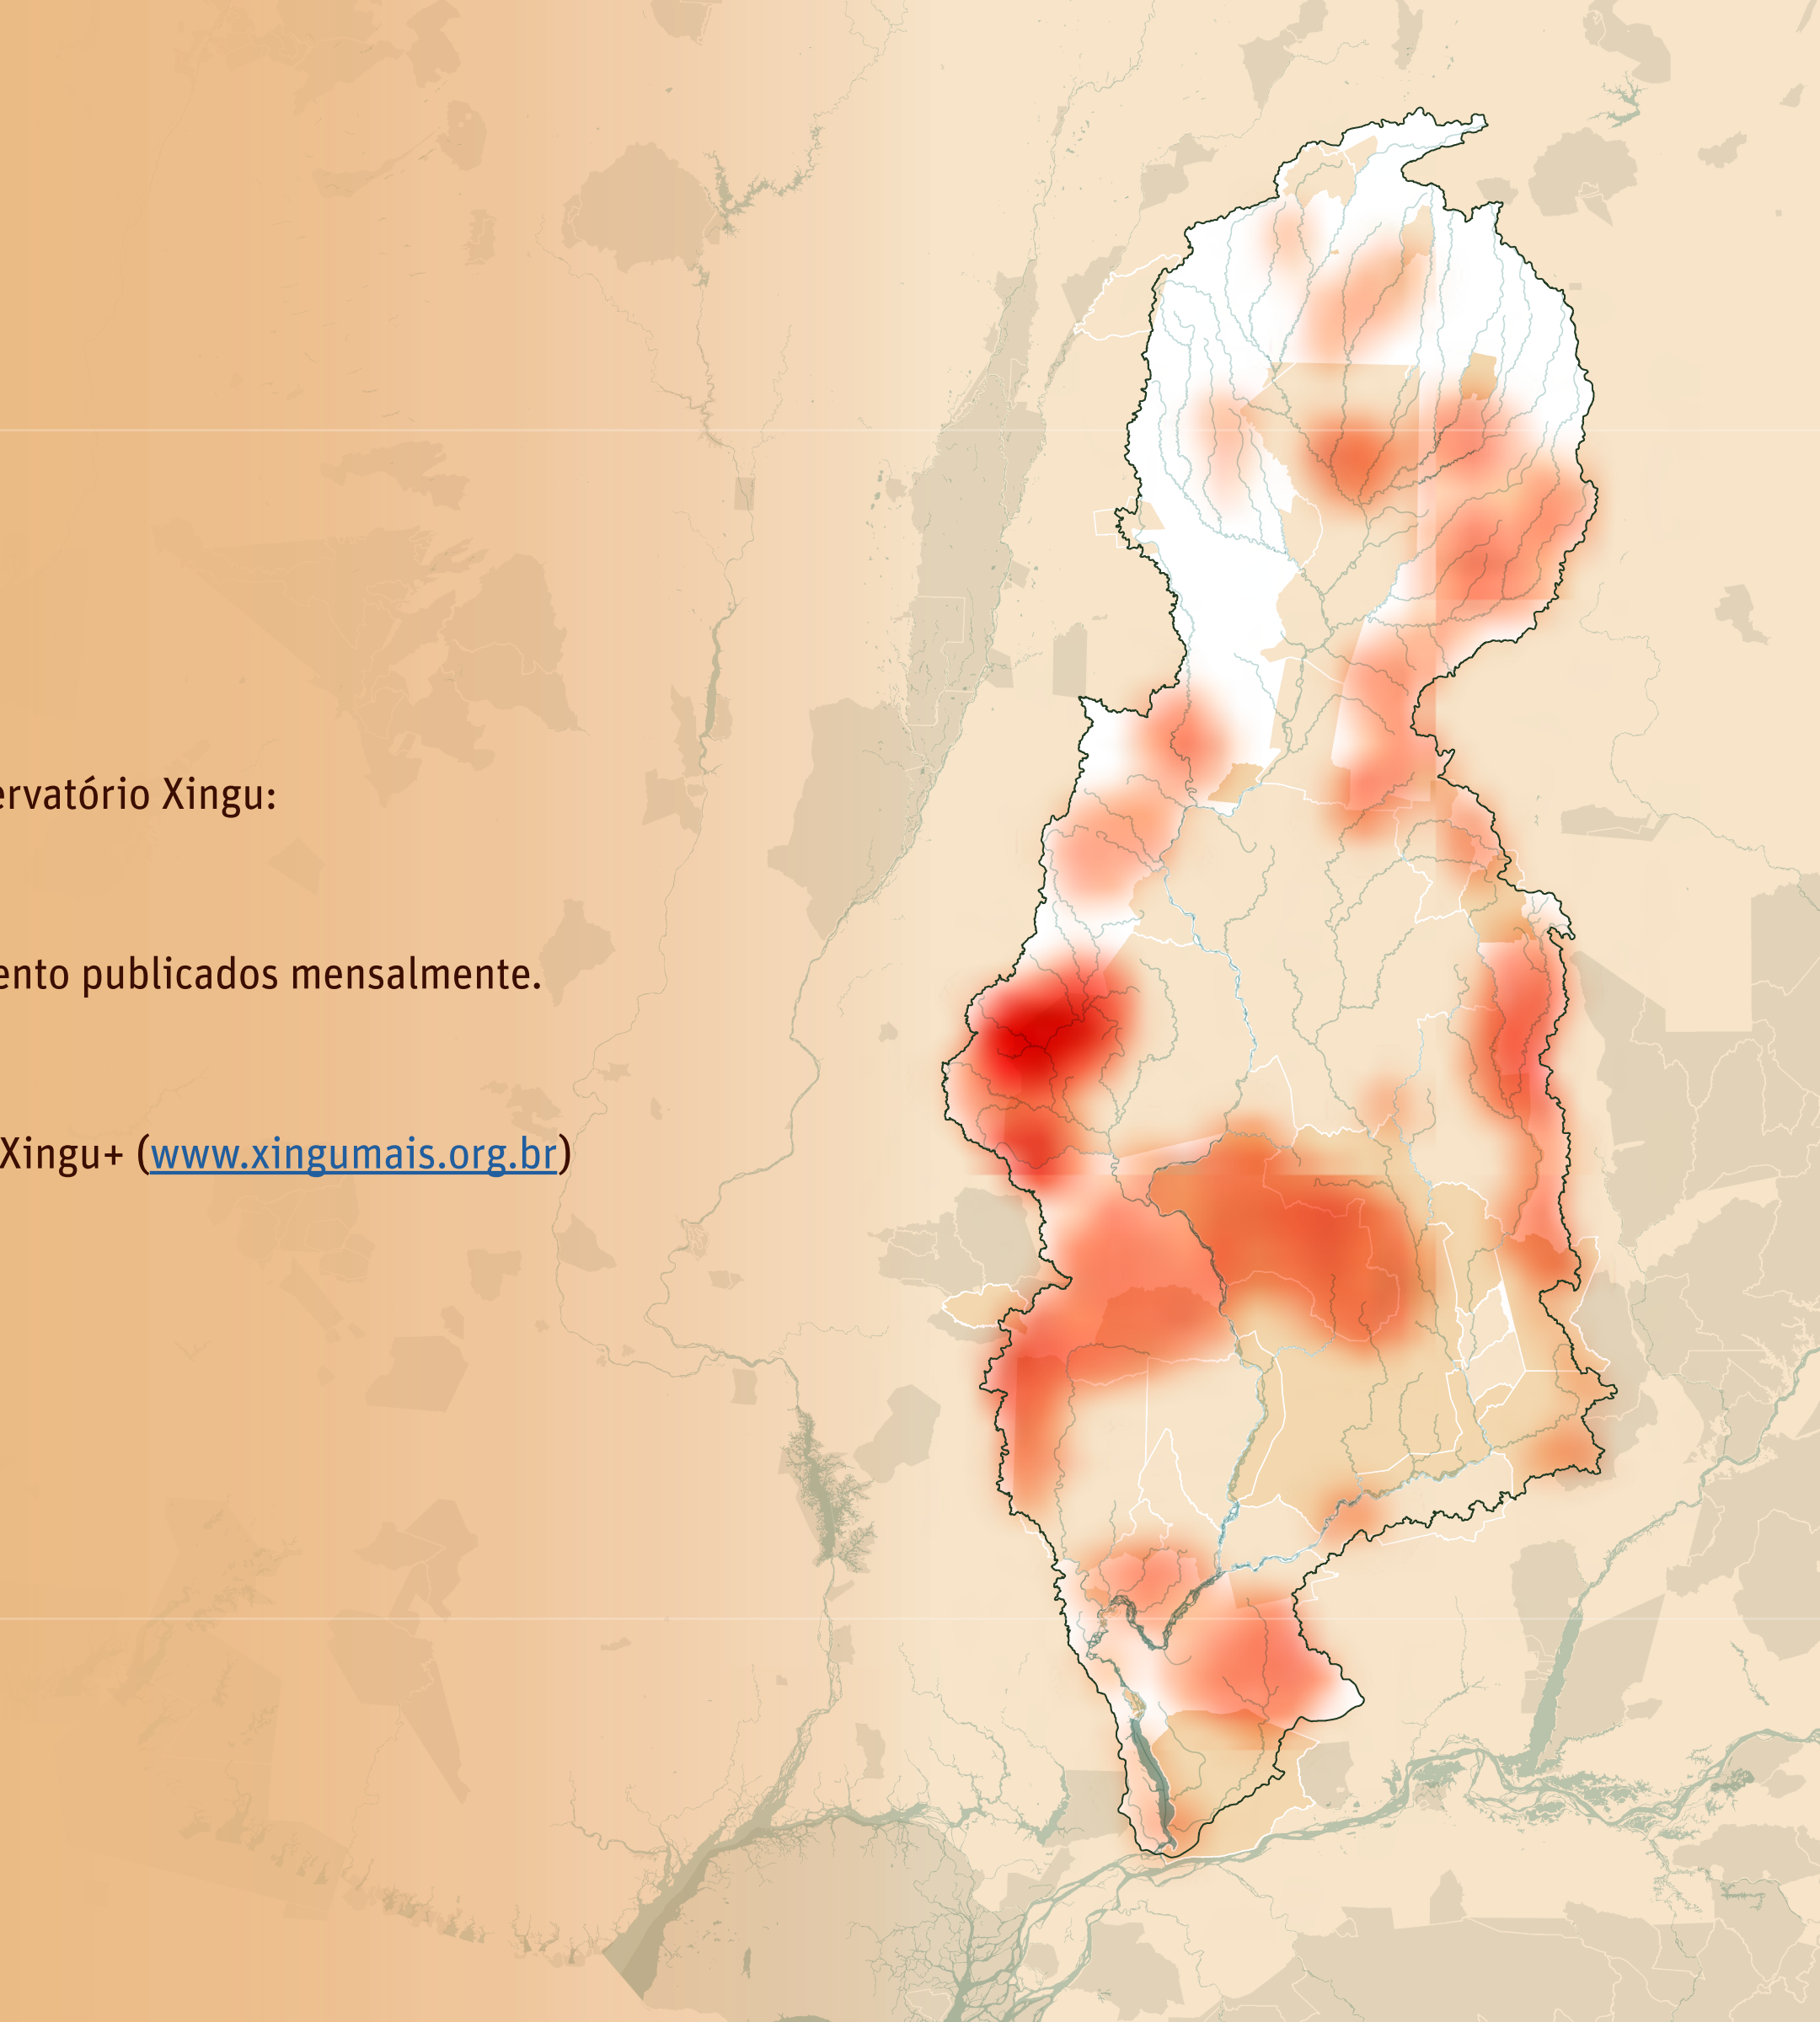 ervatório Xingu:
ento publicados mensalmente.
Xingu+ (www.xingumais.org.br)